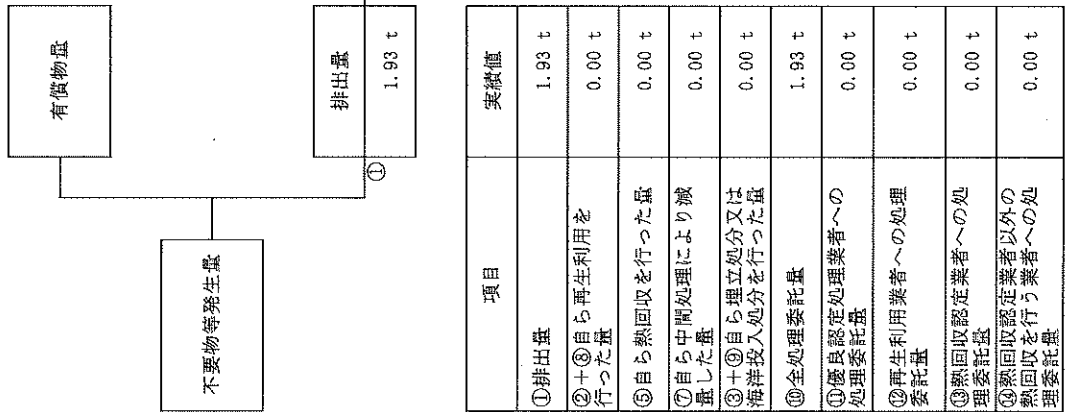 有償物量
不要物等発生量
①
排出量
1.93 t
項目
実績値
①排出量
1.93 t
②+⑧自ら再生利用を
行った量
0.00 t
⑤自ら熱回収を行った量
0.00 t
⑦自ら中間処理により減
量した量
0.00 t
③+⑨自ら埋立処分又は
海洋投入処分を行った量
0.00 t
⑩全処理委託量
1.93 t
⑪優良認定処理業者への
処理委託量
0.00 t
⑫再生利用業者への処理
委託量
0.00 t
⑬熱回収認定業者への処
理委託量
0.00 t
⑭熱回収認定業者以外の
熱回収を行う業者への処
理委託量
0.00 t